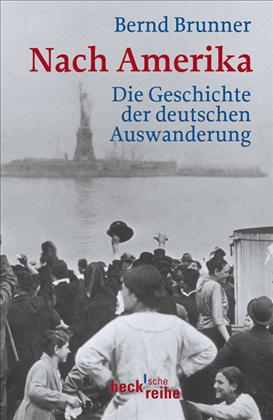 Bernd Brunner
Nach Amerika
Die Geschichte
der deutschen
Auswanderung
beck'sche
reihe